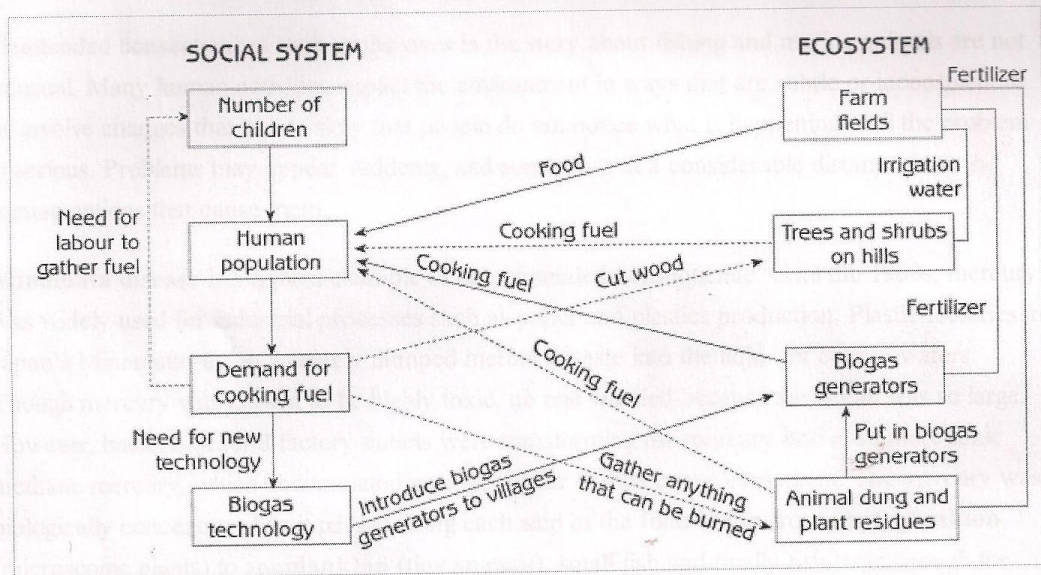 SOCIAL SYSTEM
ECOSYSTEM
Number of
children
Farm
fields
Fertilizer
Food
Irrigation
water
Need for
labour to
gather fuel
Human
population
Cooking fuel
Trees and shrubs
on hills
Cooking fuel
Cut wood
Fertilizer
Demand for
cooking fuel
Cooking fuel
Biogas
generators
Need for new
technology
Put in biogas
generators
Biogas
technology
Introduce biogas
generators to villages
Gather anything
that can be burned
Animal dung and
plant residues